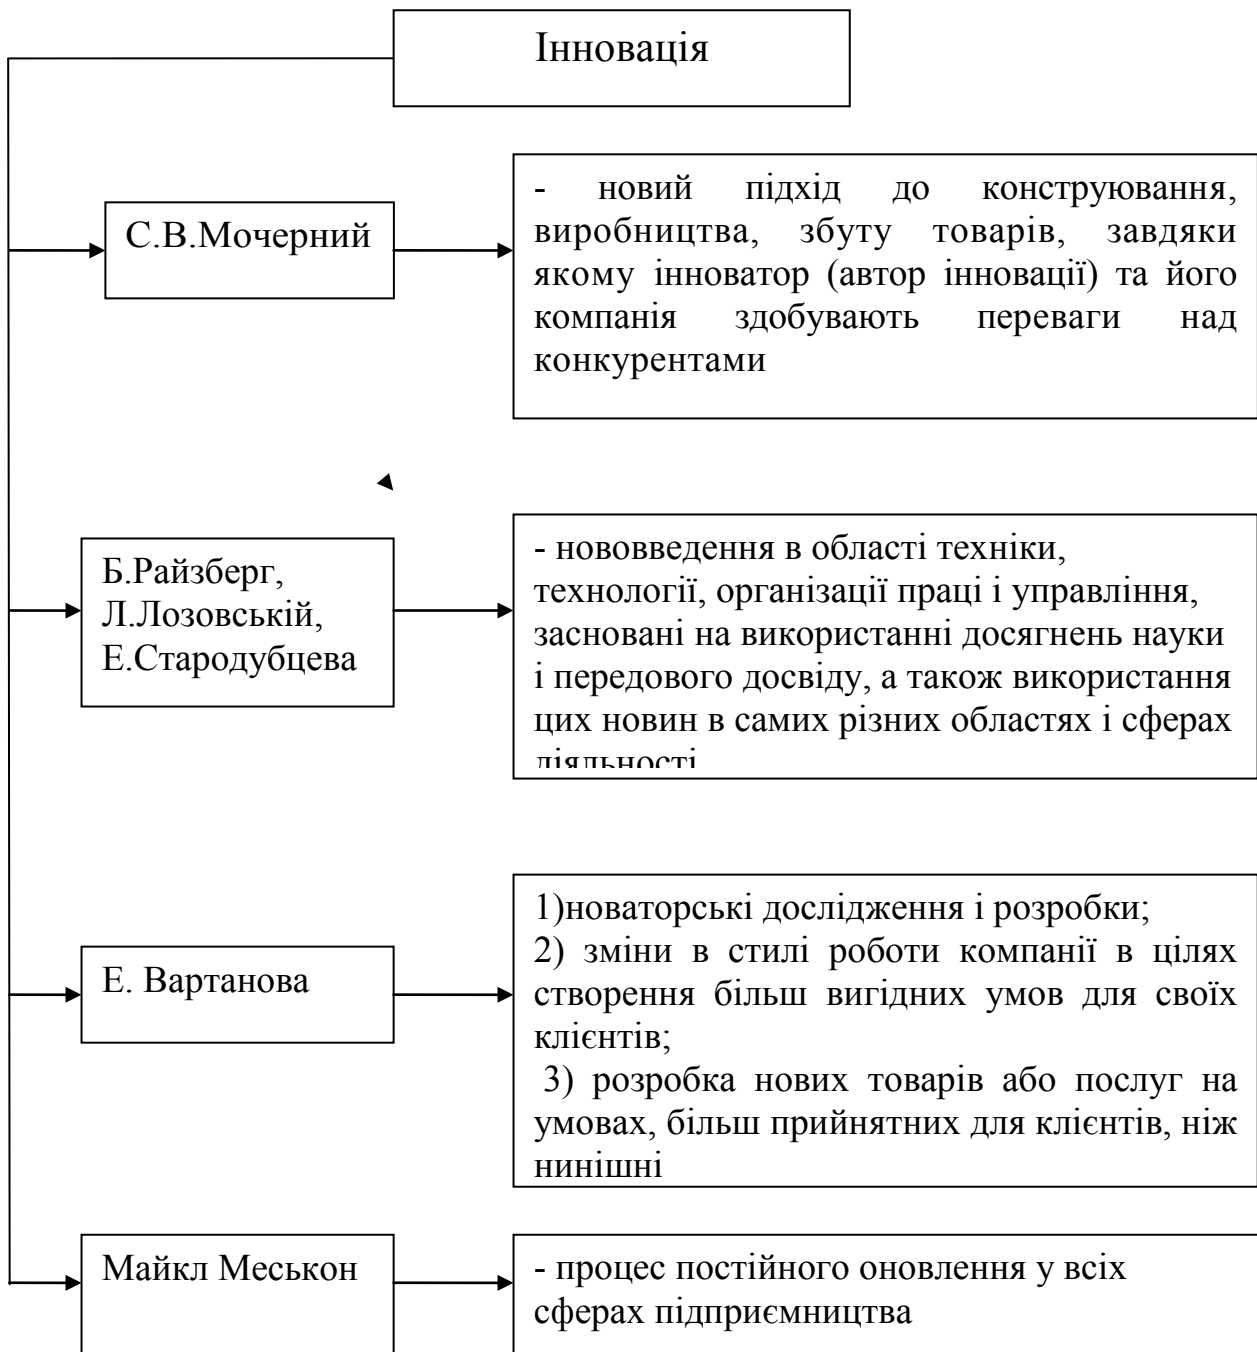 Інновація
С.В.Мочерний
- новий підхід до конструювання,
виробництва, збуту товарів, завдяки
якому інноватор (автор інновації) та його
компанія здобувають переваги над
конкурентами
Б.Райзберг,
Л.Лозовській,
Е.Стародубцева
- нововведення в області техніки,
технології, організації праці і управління,
засновані на використанні досягнень науки
і передового досвіду, а також використання
цих новин в самих різних областях і сферах
діяльності
Е. Вартанова
1)новаторські дослідження і розробки;
2) зміни в стилі роботи компанії в цілях
створення більш вигідних умов для своїх
клієнтів;
3) розробка нових товарів або послуг на
умовах, більш прийнятних для клієнтів, ніж
нинішні
Майкл Меськон
- процес постійного оновлення у всіх
сферах підприємництва